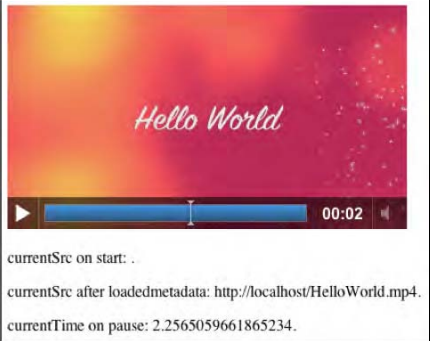 Hello World
00:02
currentSrc on start: .
currentSrc after loadedmetadata: http://localhost/HelloWorld.mp4.
currentTime on pause: 2.2565059661865234.